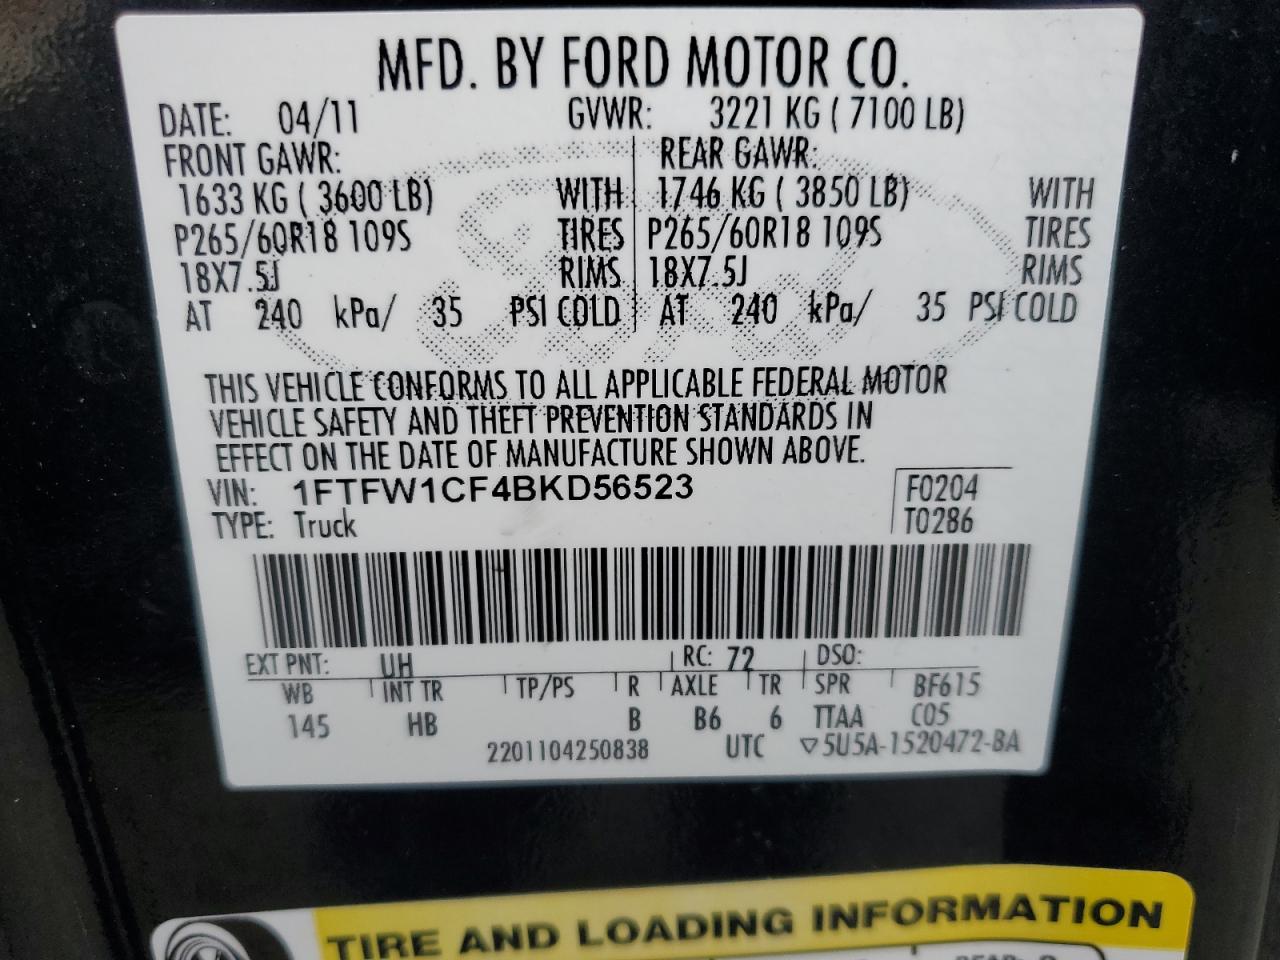 MFD. BY FORD MOTOR CO.
DATE: 04/11 GVWR: 3221 KG ( 7100 LB)
FRONT GAWR: REAR GAWR:
1633 KG ( 3600 LB) WITH 1746 KG ( 3850 LB) WITH
P265/60R18 109S TIRES P265/60R18 109S TIRES
18X7.5J RIMS 18X7.5J RIMS
AT 240 kPa/ 35 PSI COLD AT 240 kPa/ 35 PSI COLD
THIS VEHICLE CONFORMS TO ALL APPLICABLE FEDERAL MOTOR
VEHICLE SAFETY AND THEFT PREVENTION STANDARDS IN
EFFECT ON THE DATE OF MANUFACTURE SHOWN ABOVE.
VIN: 1FTFW1CF4BKD56523 F0204
TYPE: Truck T0286
EXT PNT: UH RC: 72 DSO:
WB INT TR TP/PS R AXLE TR SPR BF615
145 HB B B6 6 TTAA C05
2201104250838 UTC ▽5U5A-1520472-BA
TIRE AND LOADING INFORMATION